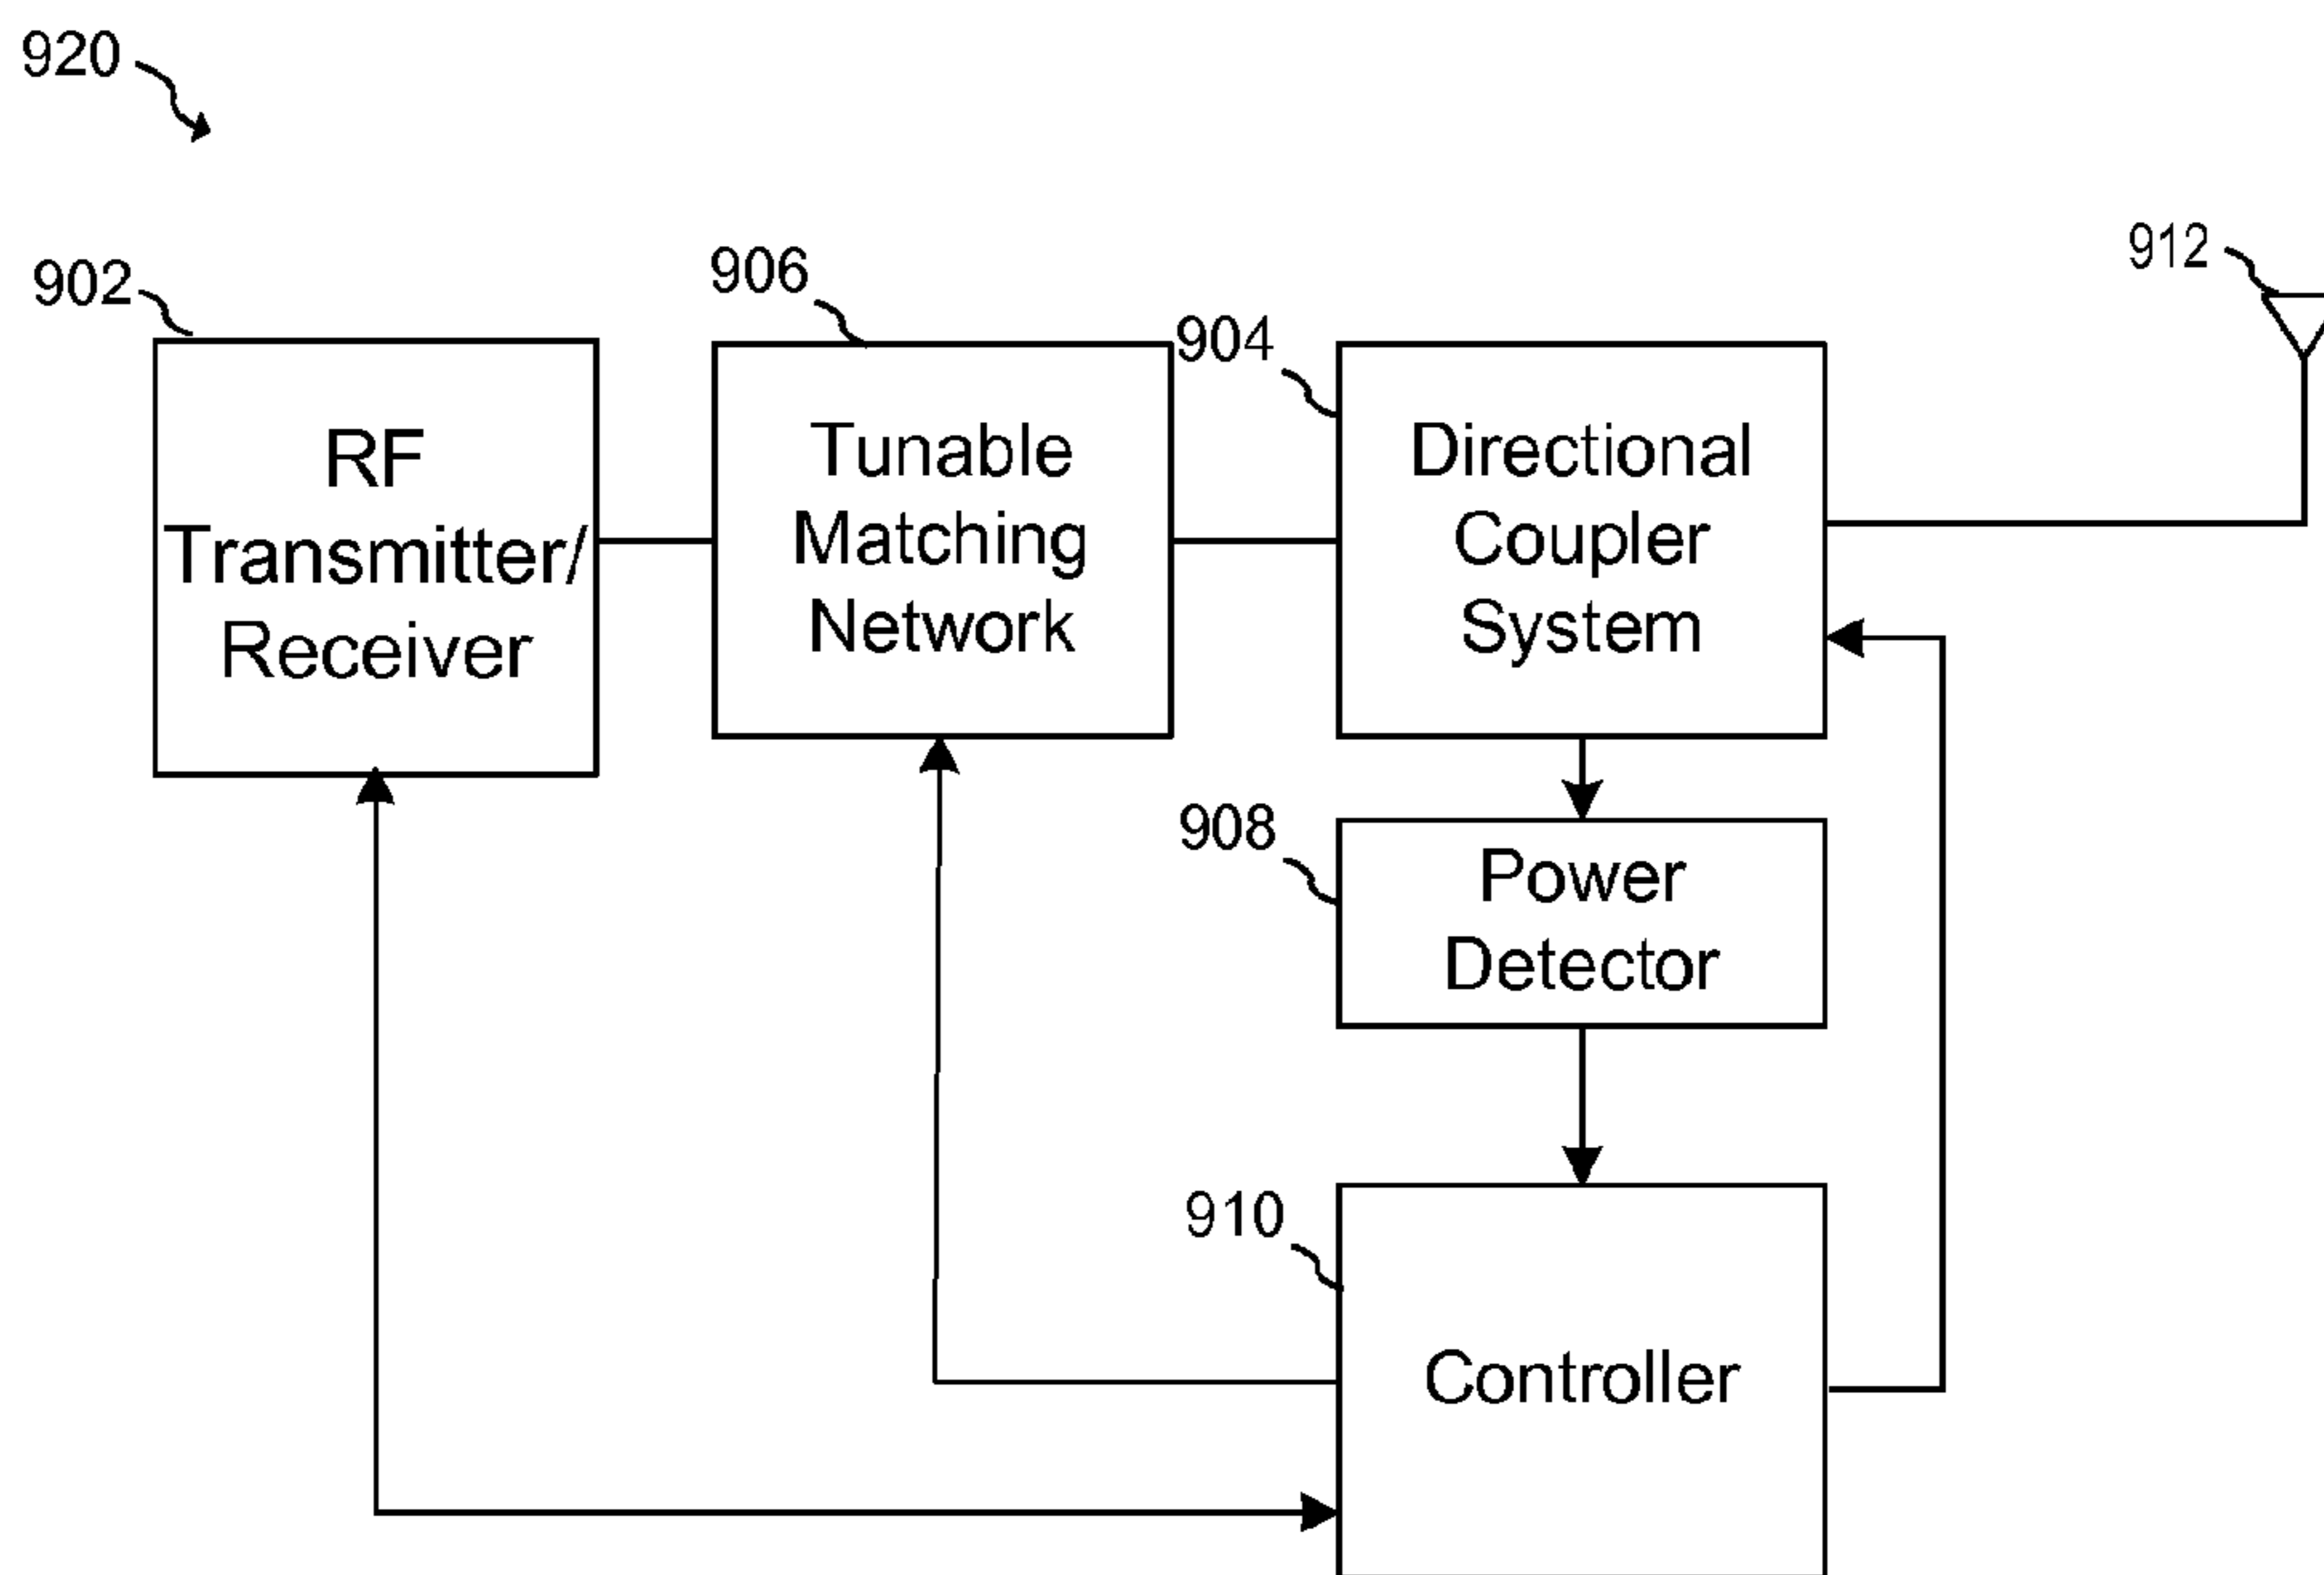 920
902
RF
Transmitter/
Receiver
906
Tunable
Matching
Network
904
Directional
Coupler
System
912
908
Power
Detector
910
Controller